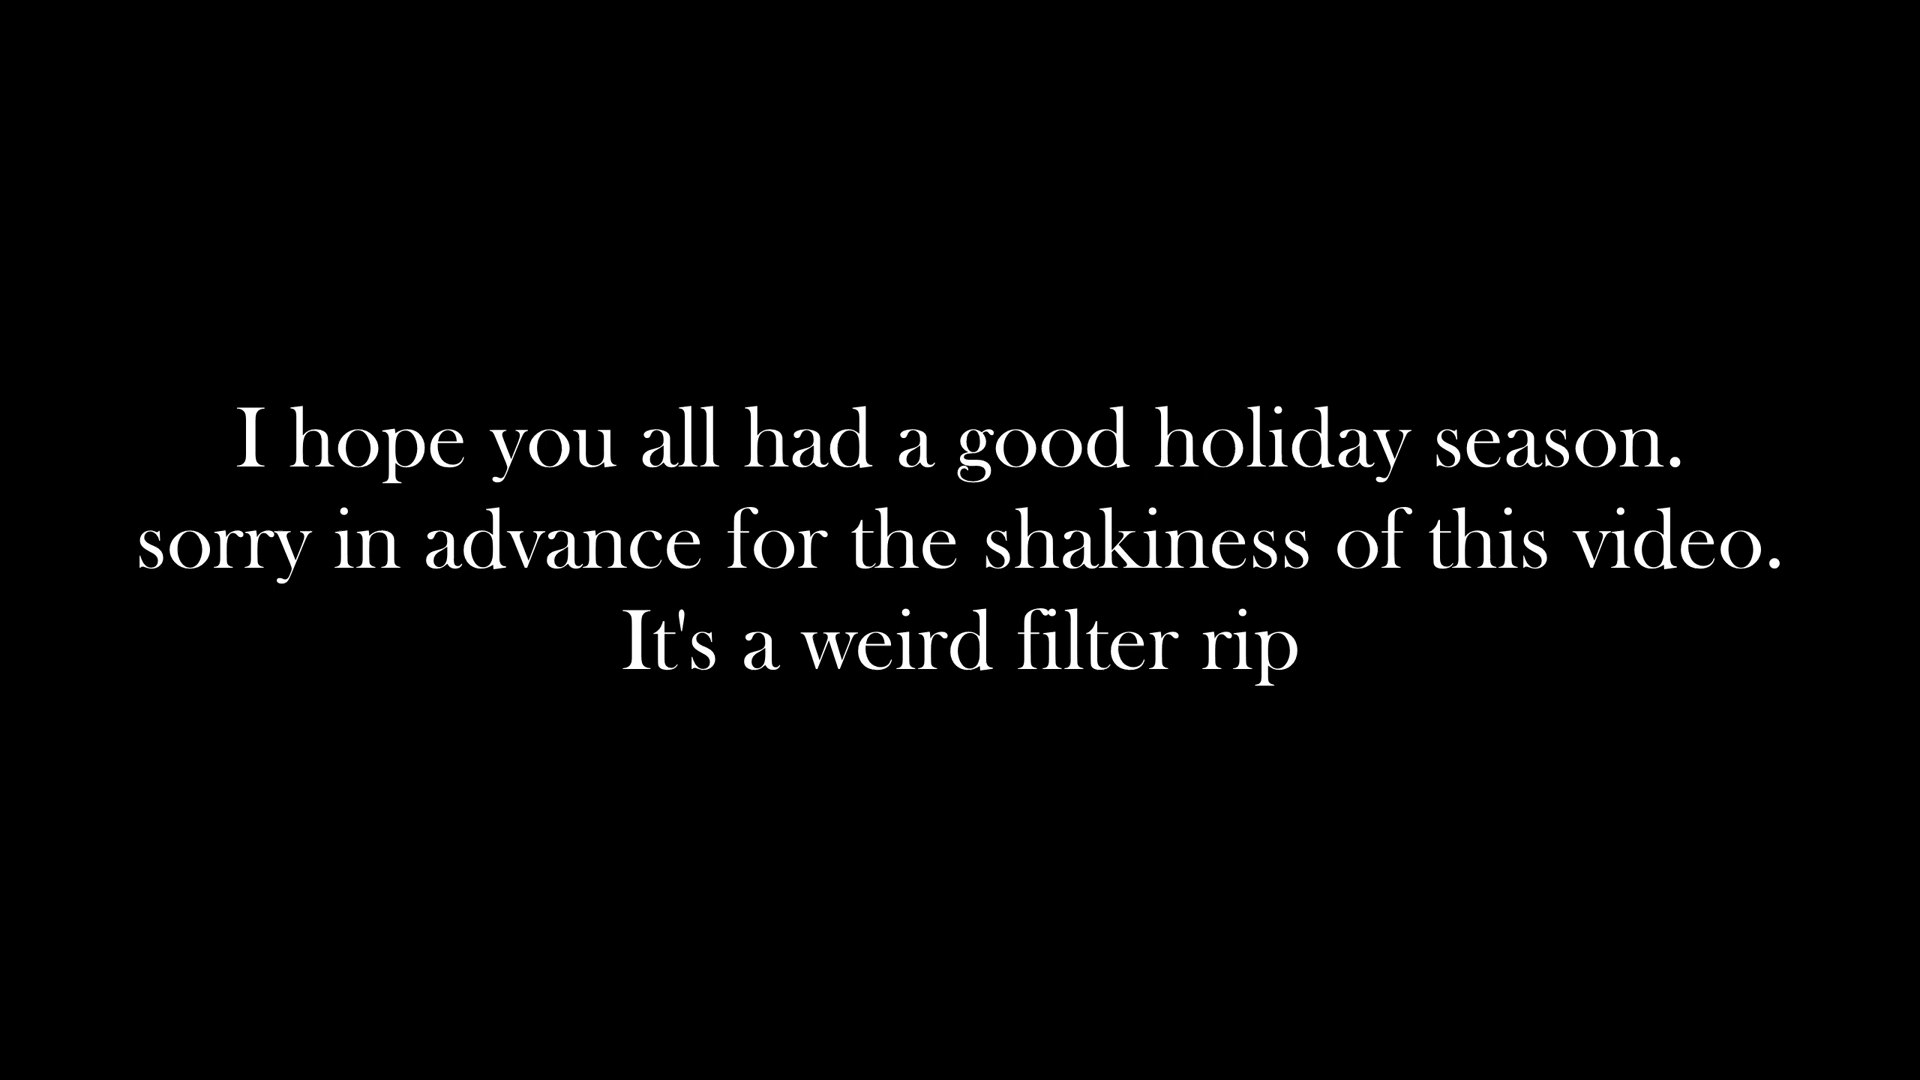 I hope you all had a good holiday season.
sorry in advance for the shakiness of this video.
It's a weird filter rip